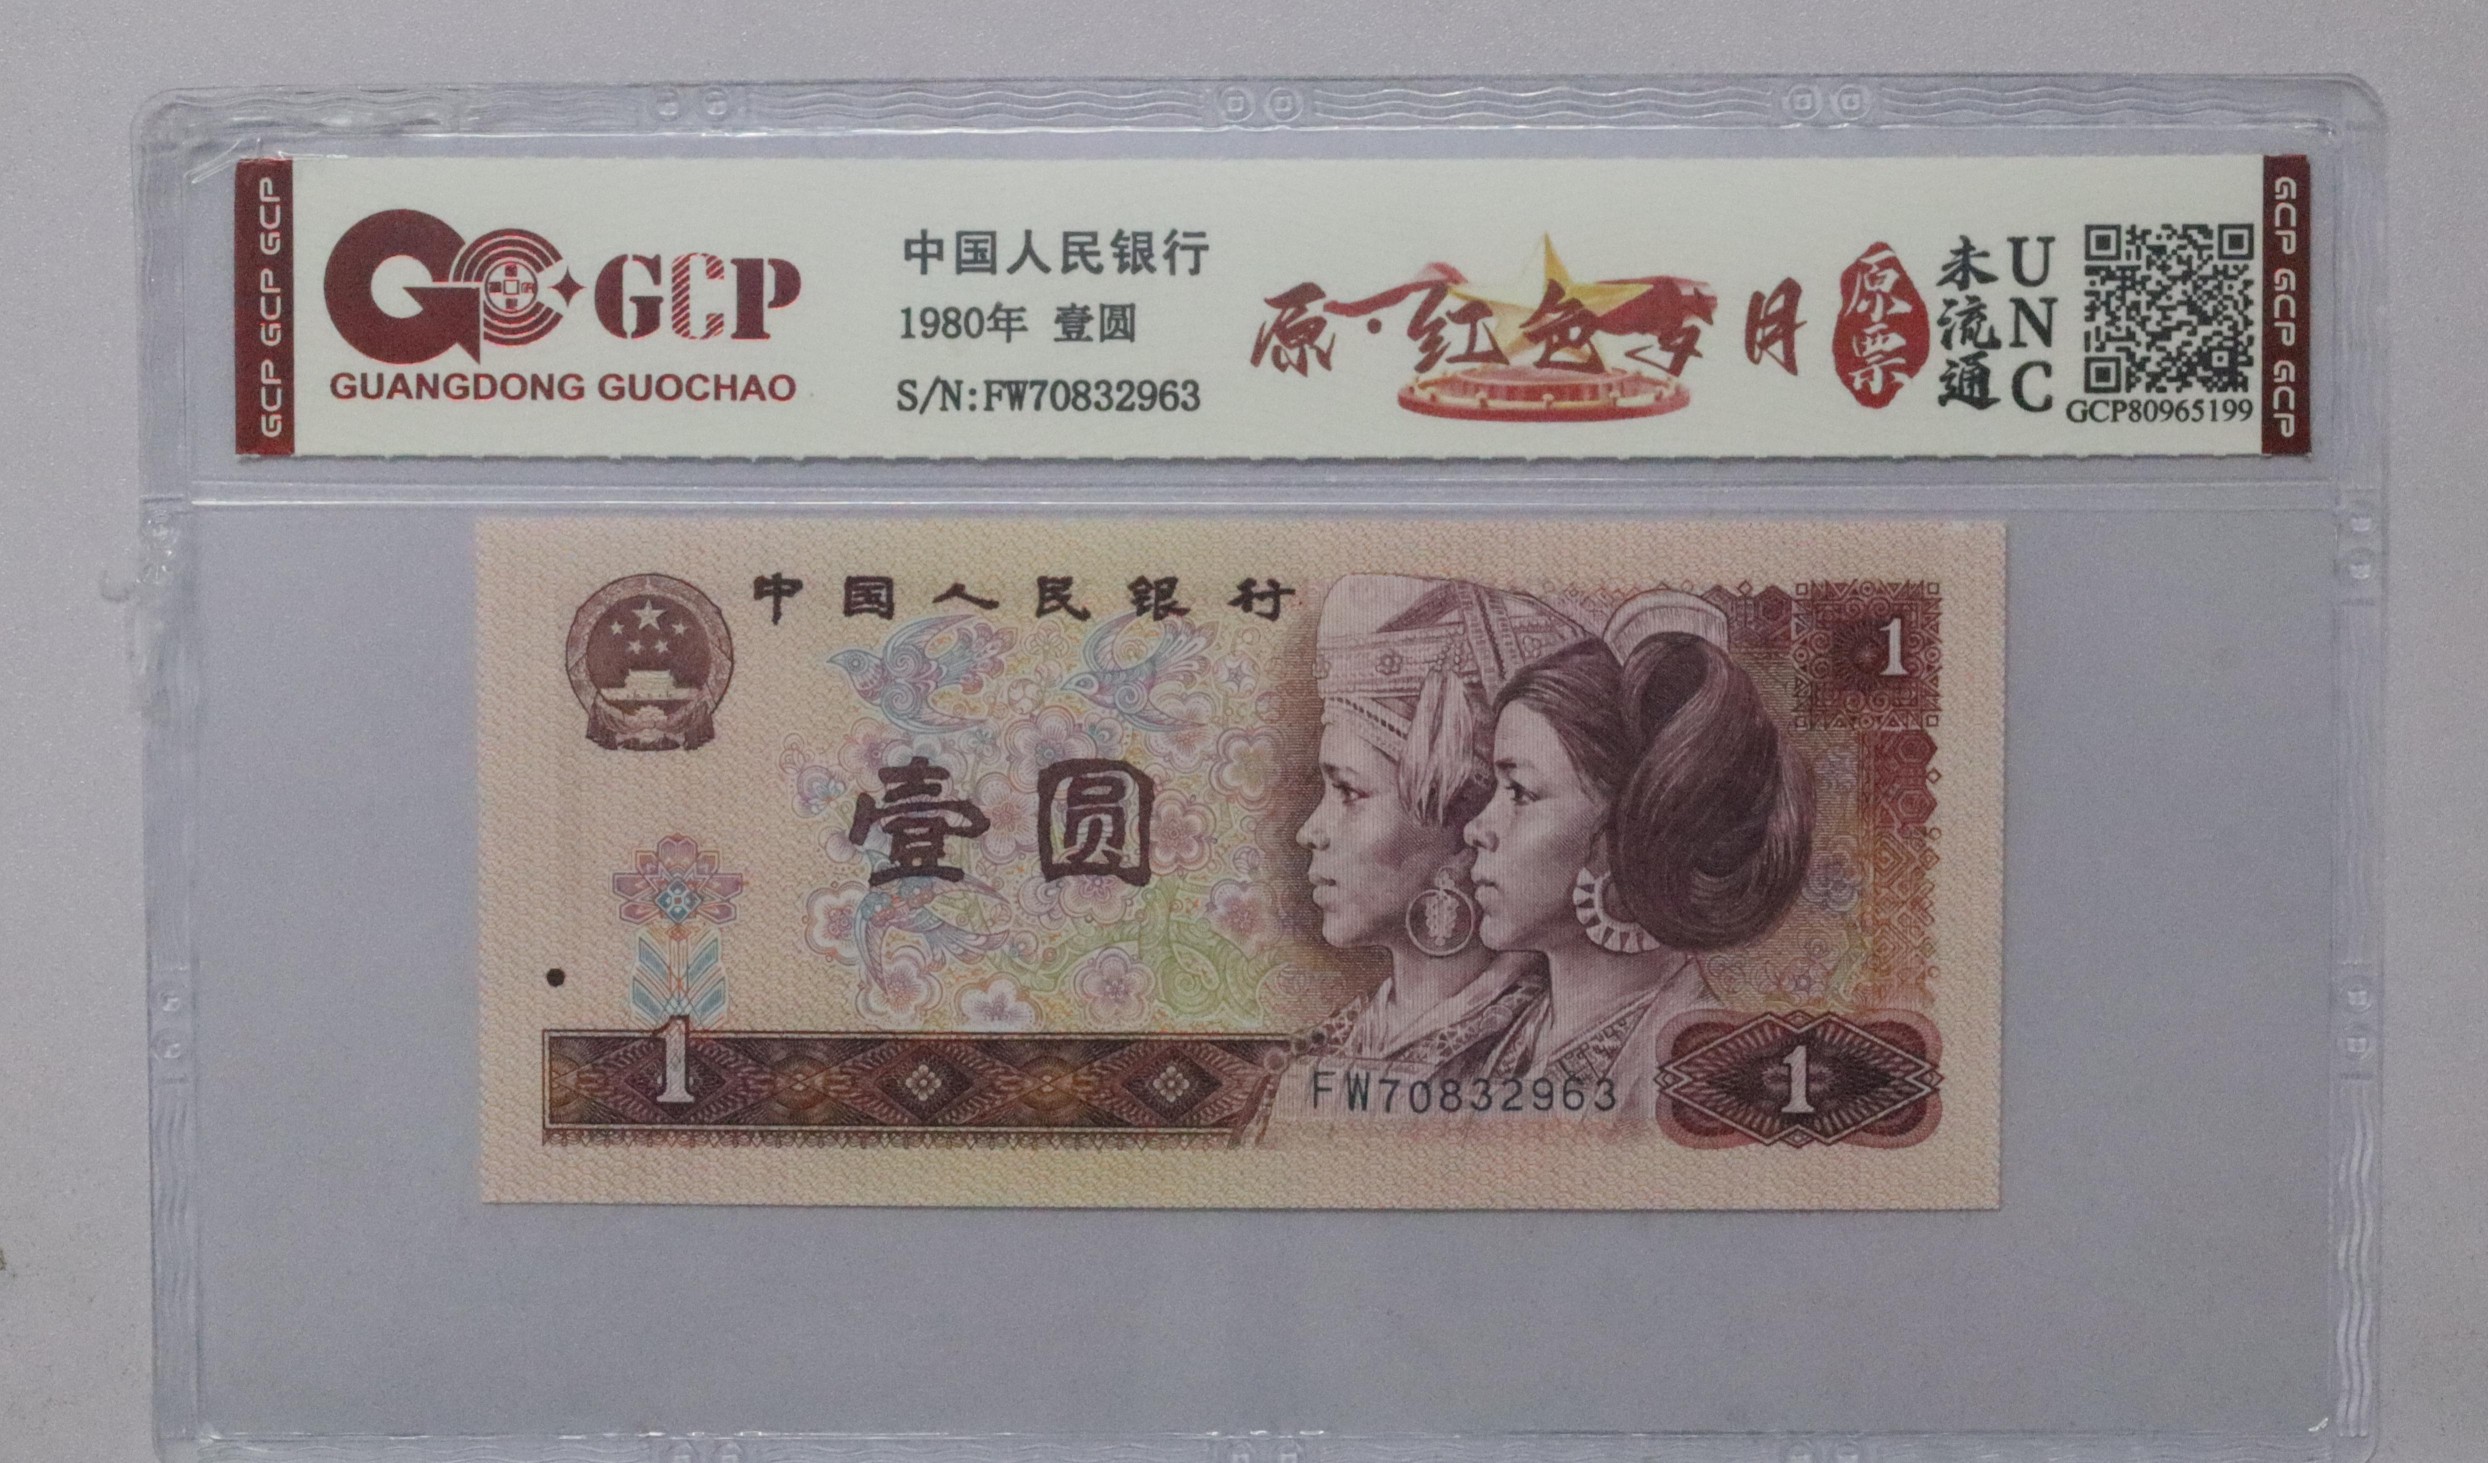 GCP GCP GCP
GCP
GUANGDONG GUOCHAO
中国人民银行
1980年 壹圆
S/N:FW70832963
原·红色岁月
原票
未流通
UNC
GCP80965199
GCP GCP GCP
中国人民银行
1
壹圆
1
FW70832963
1